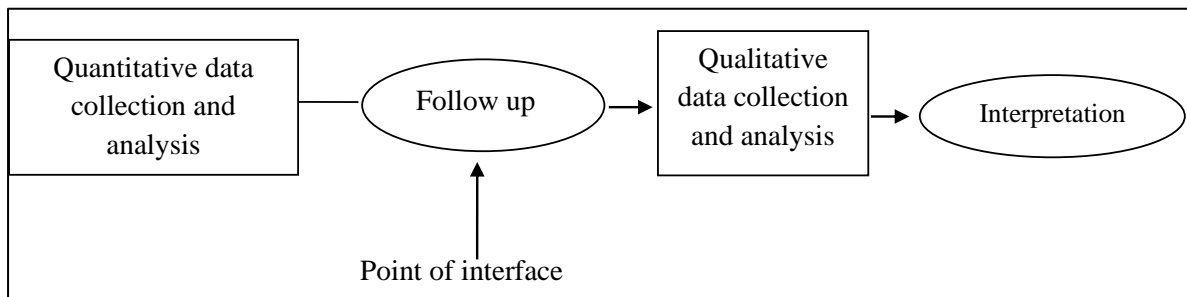 Quantitative data
collection and
analysis
Follow up
Qualitative
data collection
and analysis
Interpretation
Point of interface